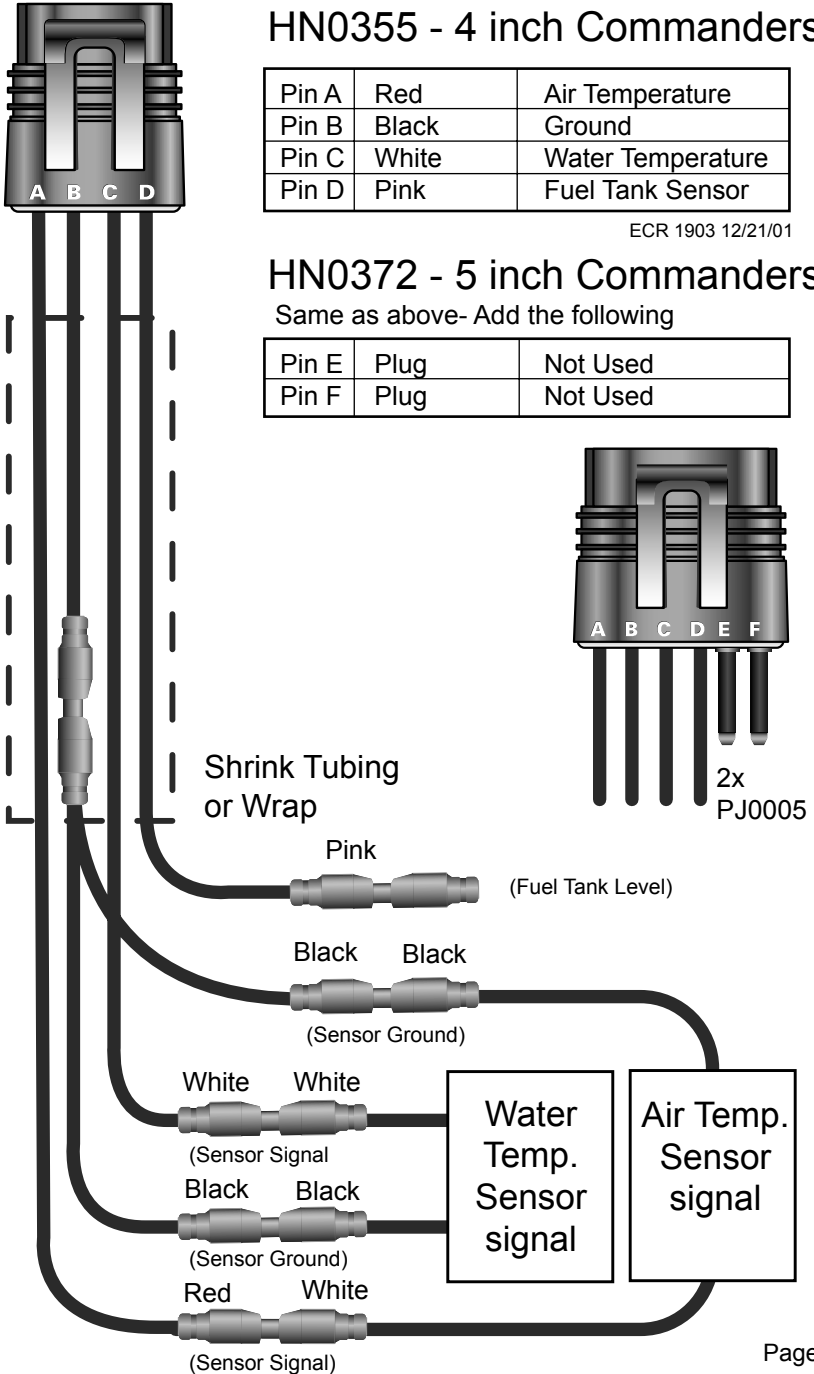 HN0355 - 4 inch Commanders
Pin A Red Air Temperature
Pin B Black Ground
Pin C White Water Temperature
Pin D Pink Fuel Tank Sensor
ECR 1903 12/21/01
A B C D
HN0372 - 5 inch Commanders
Same as above- Add the following
Pin E Plug Not Used
Pin F Plug Not Used
A B C D E F
2x
PJ0005
Shrink Tubing
or Wrap
Pink
(Fuel Tank Level)
Black Black
(Sensor Ground)
White White
(Sensor Signal
Black Black
(Sensor Ground)
Red White
(Sensor Signal)
Water
Temp.
Sensor
signal
Air Temp.
Sensor
signal
Page